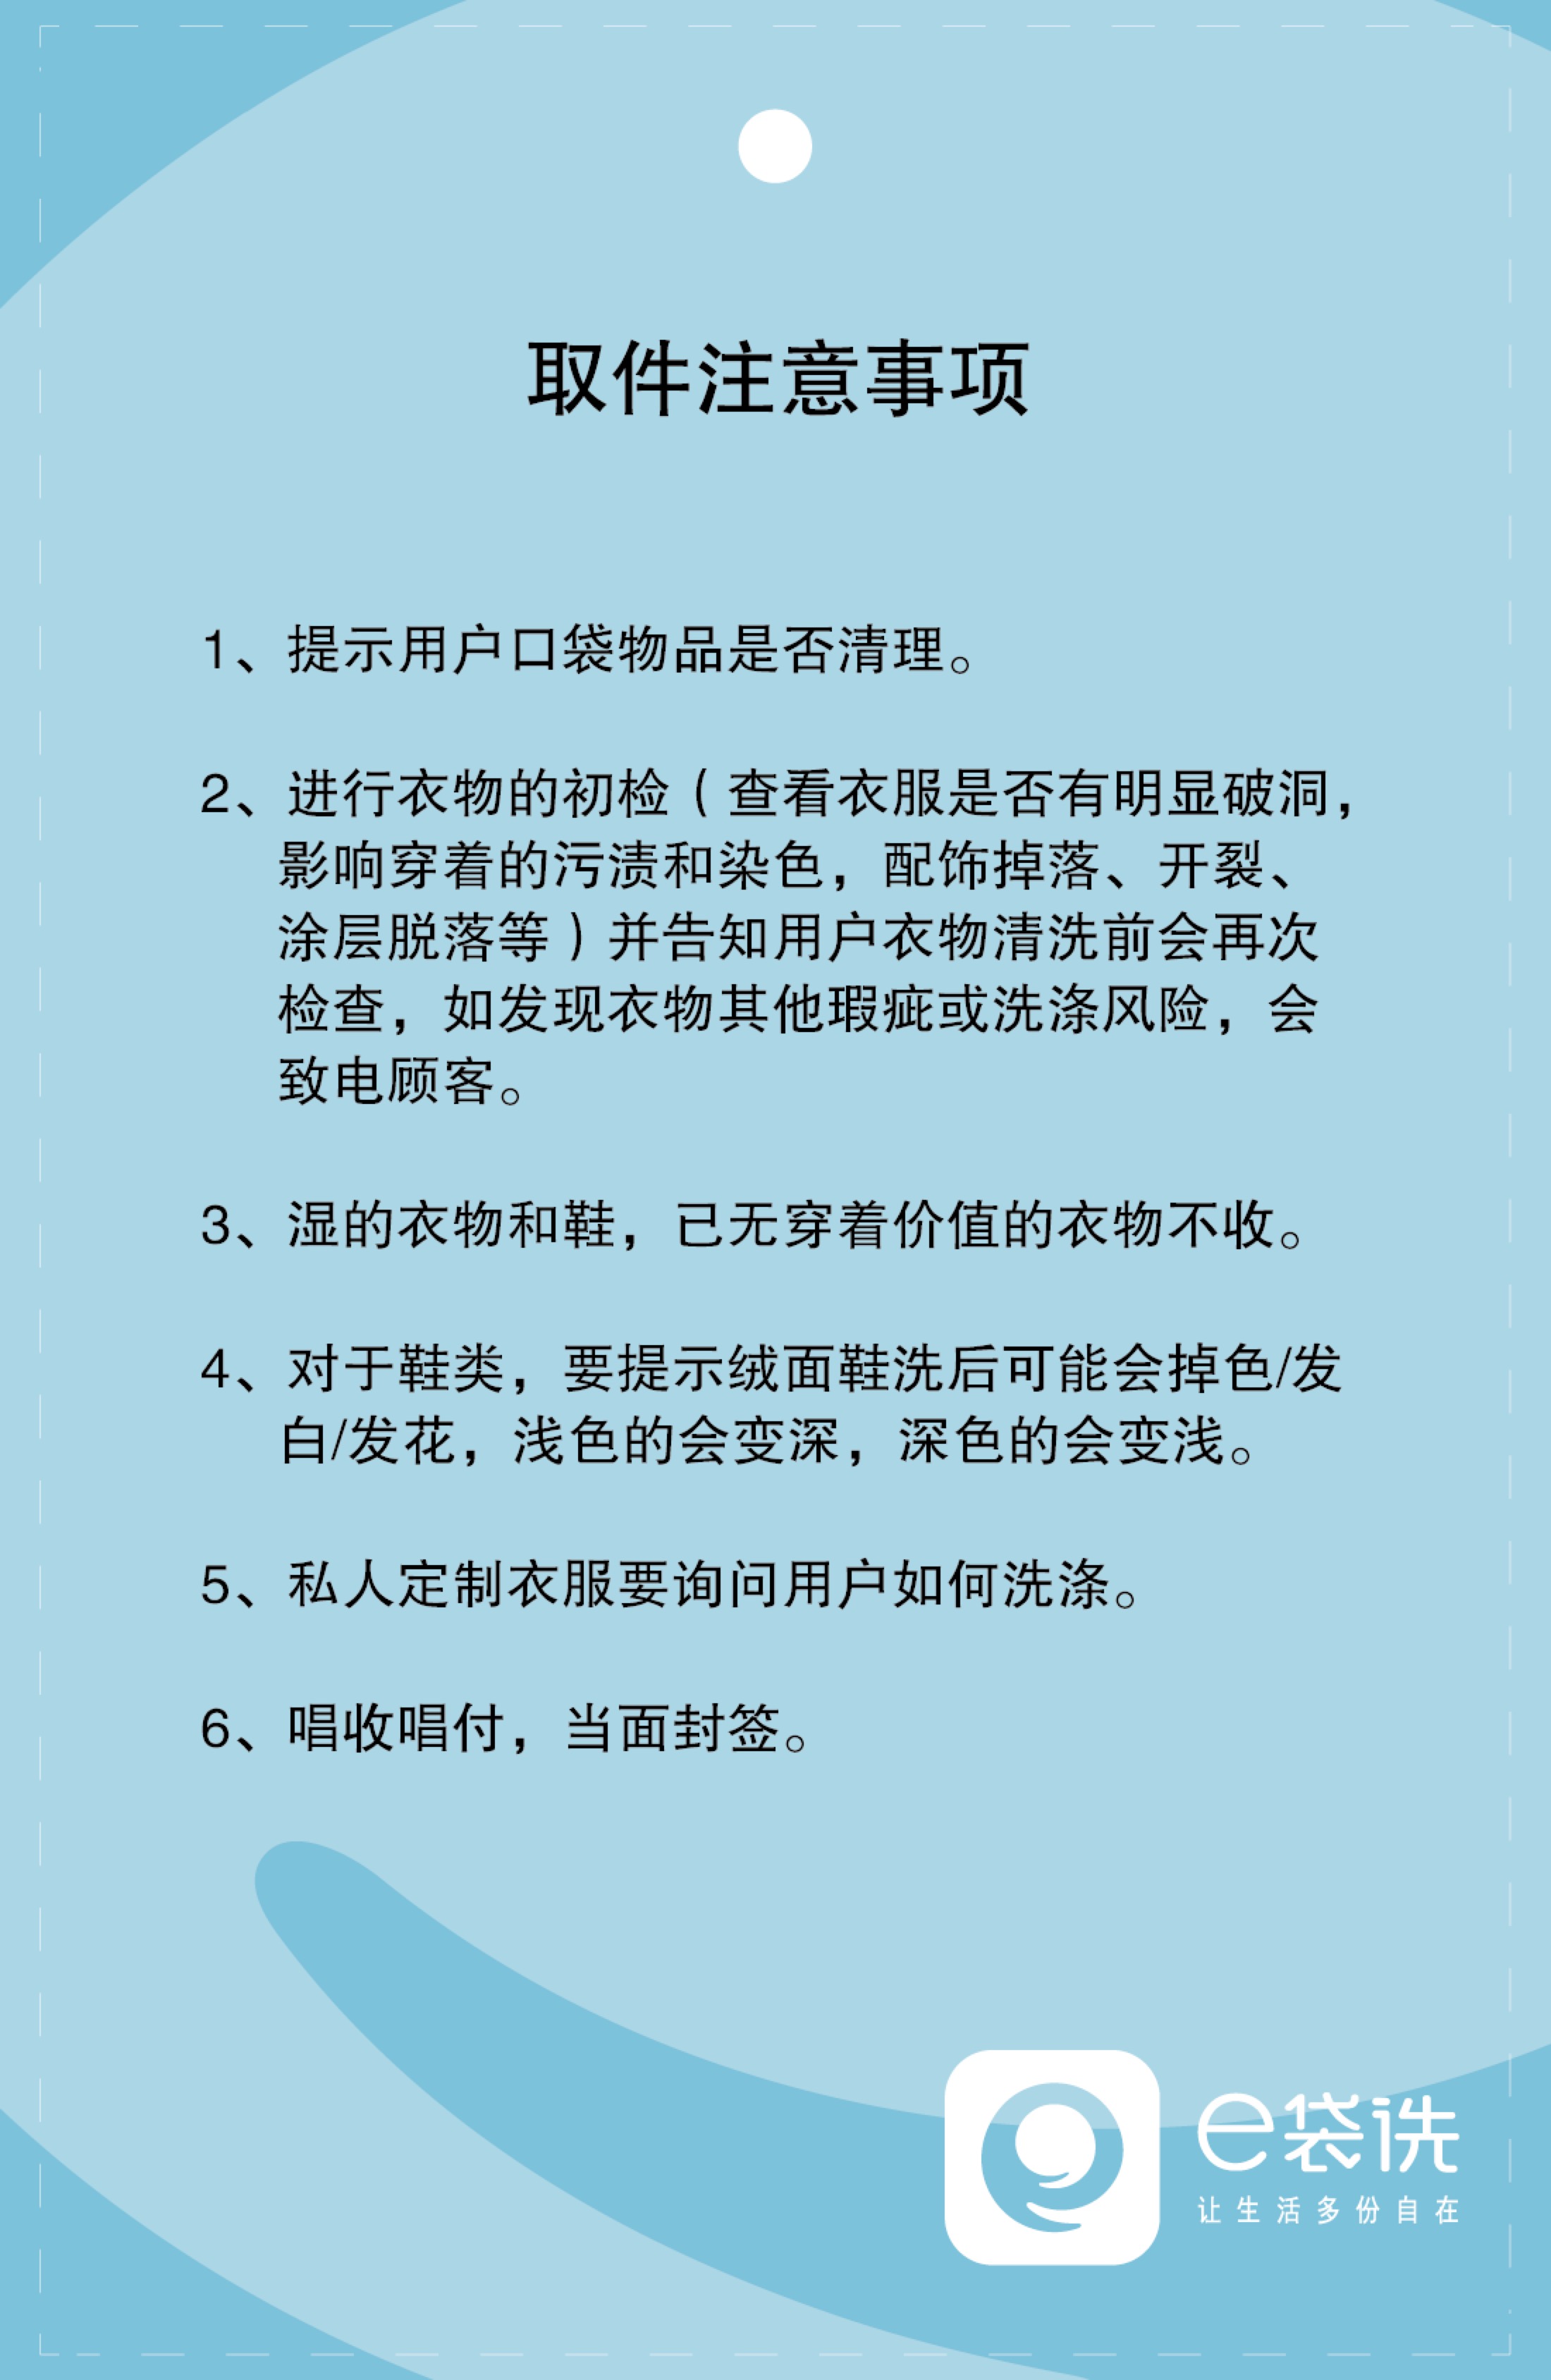 取件注意事项
1、提示用户口袋物品是否清理。
2、进行衣物的初检（查看衣服是否有明显破洞，
影响穿着的污渍和染色，配饰掉落、开裂、
涂层脱落等）并告知用户衣物清洗前会再次
检查，如发现衣物其他瑕疵或洗涤风险，会
致电顾客。
3、湿的衣物和鞋，已无穿着价值的衣物不收。
4、对于鞋类，要提示绒面鞋洗后可能会掉色/发
白/发花，浅色的会变深，深色的会变浅。
5、私人定制衣服要询问用户如何洗涤。
6、唱收唱付，当面封签。
e袋洗
让生活多份自在